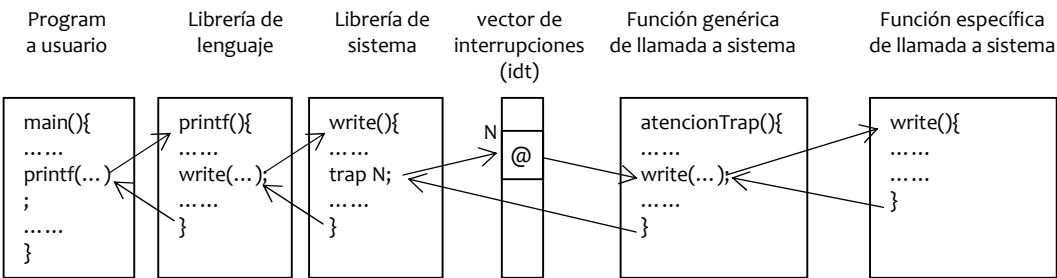 Program
a usuario
Librería de
lenguaje
Librería de
sistema
vector de
interrupciones
(idt)
Función genérica
de llamada a sistema
Función específica
de llamada a sistema
main(){
……
printf(…)
;
……
}
printf(){
……
write(…);
……
}
write(){
……
trap N;
……
}
N
@
atencionTrap(){
……
write(…);
……
}
write(){
……
……
}